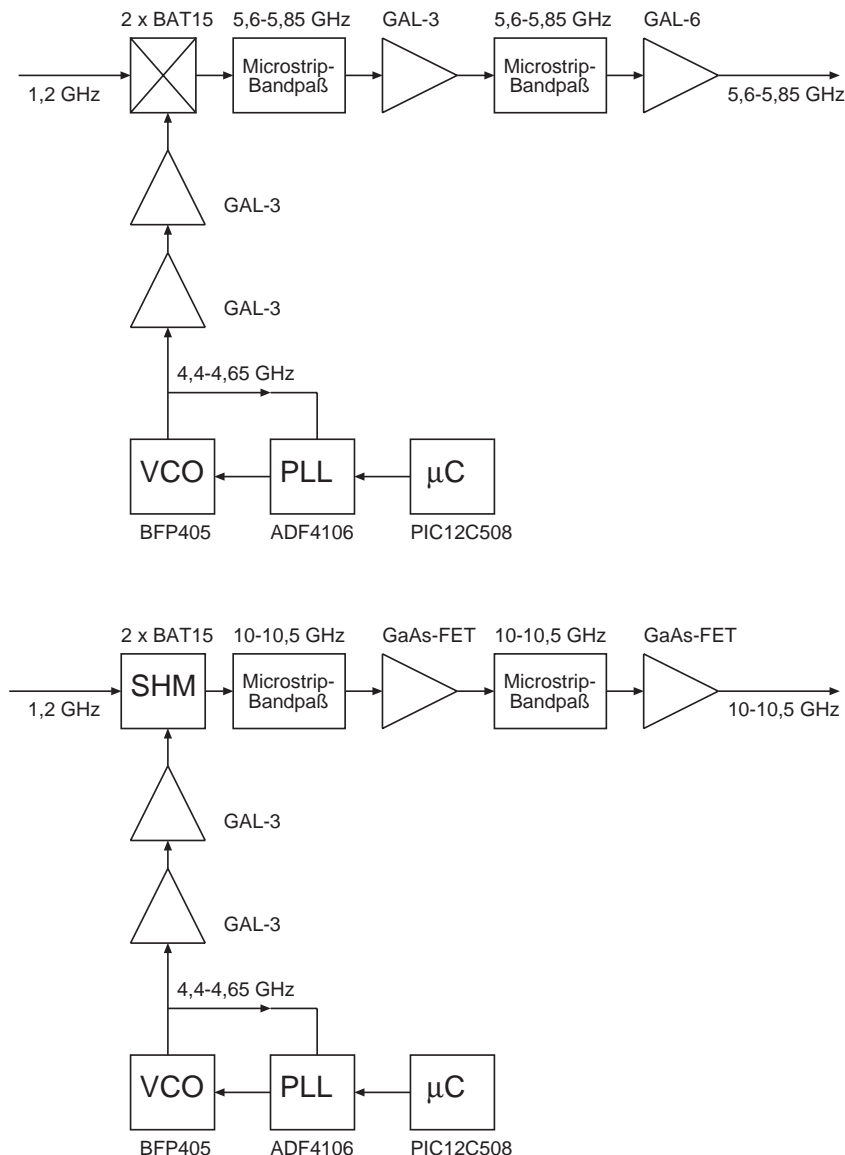 2 x BAT15
5,6-5,85 GHz
GAL-3
5,6-5,85 GHz
GAL-6
1,2 GHz
Microstrip-
Bandpaß
Microstrip-
Bandpaß
5,6-5,85 GHz
GAL-3
GAL-3
4,4-4,65 GHz
VCO
PLL
μC
BFP405
ADF4106
PIC12C508
2 x BAT15
10-10,5 GHz
GaAs-FET
10-10,5 GHz
GaAs-FET
1,2 GHz
SHM
Microstrip-
Bandpaß
Microstrip-
Bandpaß
10-10,5 GHz
GAL-3
GAL-3
4,4-4,65 GHz
VCO
PLL
μC
BFP405
ADF4106
PIC12C508